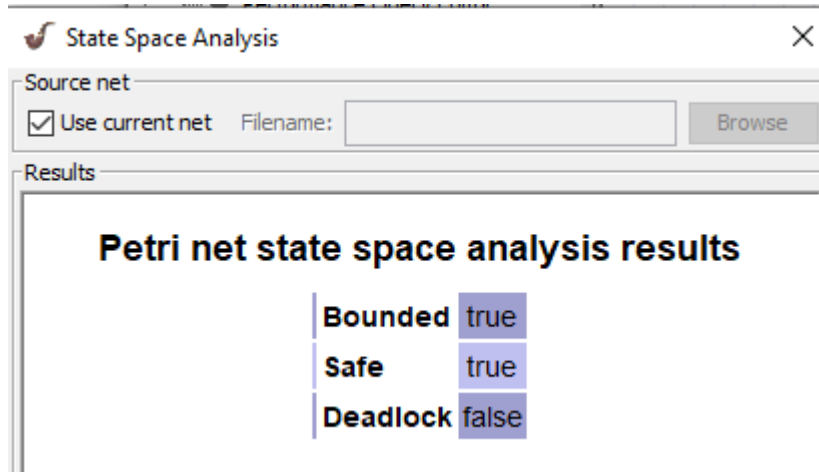 State Space Analysis
Source net
Use current net Filename: Browse
Results
Petri net state space analysis results
Bounded true
Safe true
Deadlock false